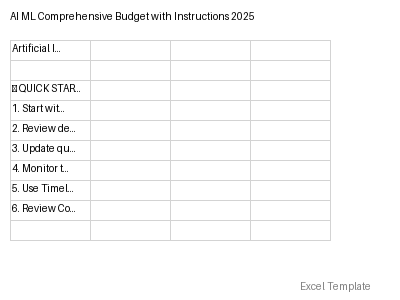 AI ML Comprehensive Budget with Instructions 2025
Artificial I...
QUICK STAR...
1. Start wit...
2. Review de...
3. Update qu...
4. Monitor t...
5. Use Timel...
6. Review Co...
Excel Template